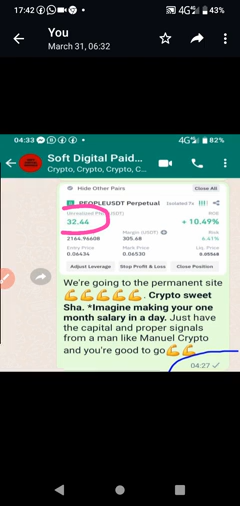 17:42 4G 43%
You
March 31, 06:32
04:33 4G 82%
Soft Digital Paid...
Crypto, Crypto, Crypto, C...
Hide Other Pairs Close All
PEOPLEUSDT Perpetual Isolated 7x
Unrealized PNL (USDT) ROE
32.44 + 10.49%
Margin (USDT) Risk
2164.96608 305.68 6.41%
Entry Price Mark Price Liq. Price
0.06434 0.06530 0.05568
Adjust Leverage Stop Profit & Loss Close Position
We're going to the permanent site
💪💪💪💪💪. Crypto sweet
Sha. *Imagine making your one
month salary in a day. Just have
the capital and proper signals
from a man like Manuel Crypto
and you're good to go💪💪
04:27